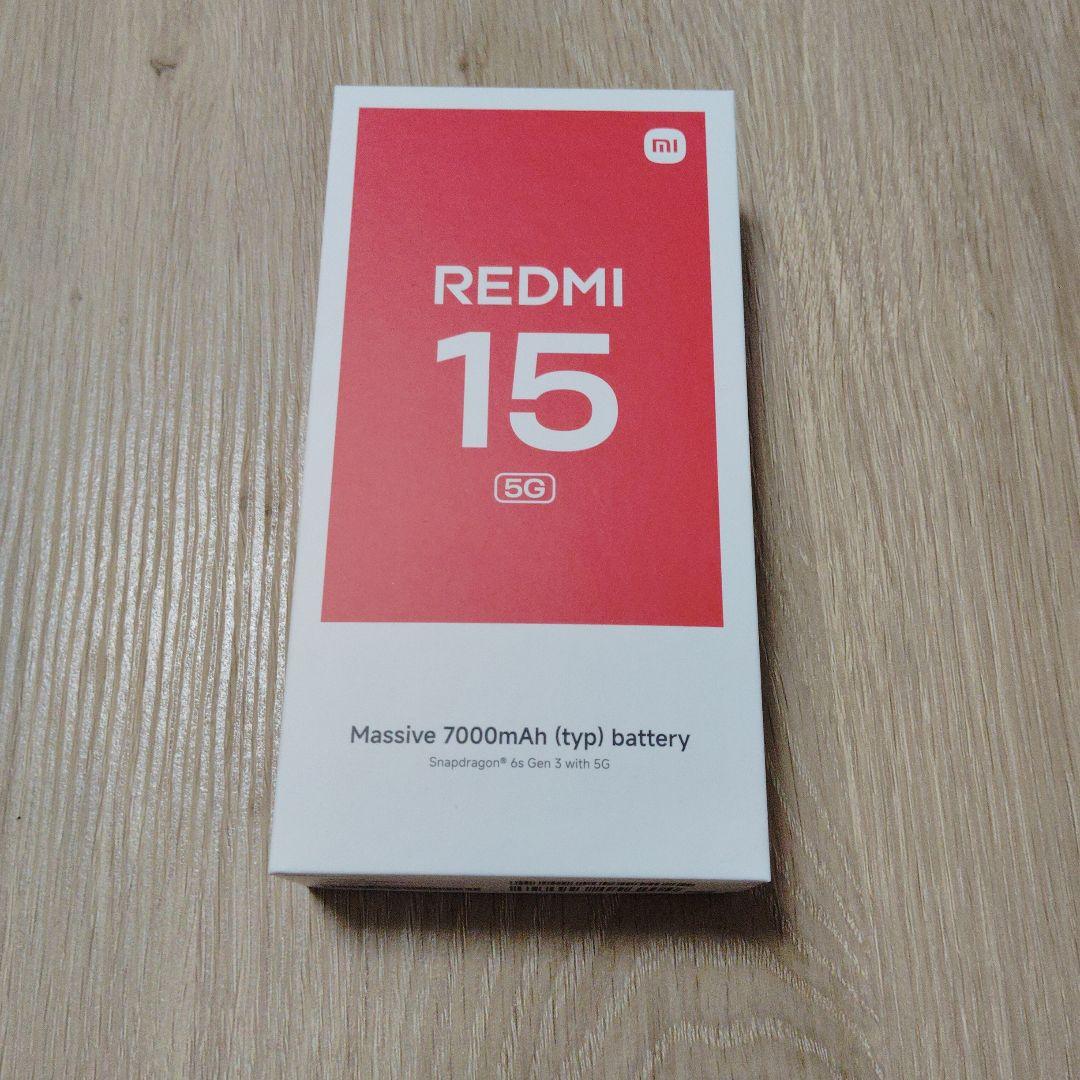 mi
REDMI
15
5G
Massive 7000mAh (typ) battery
Snapdragon® 6s Gen 3 with 5G